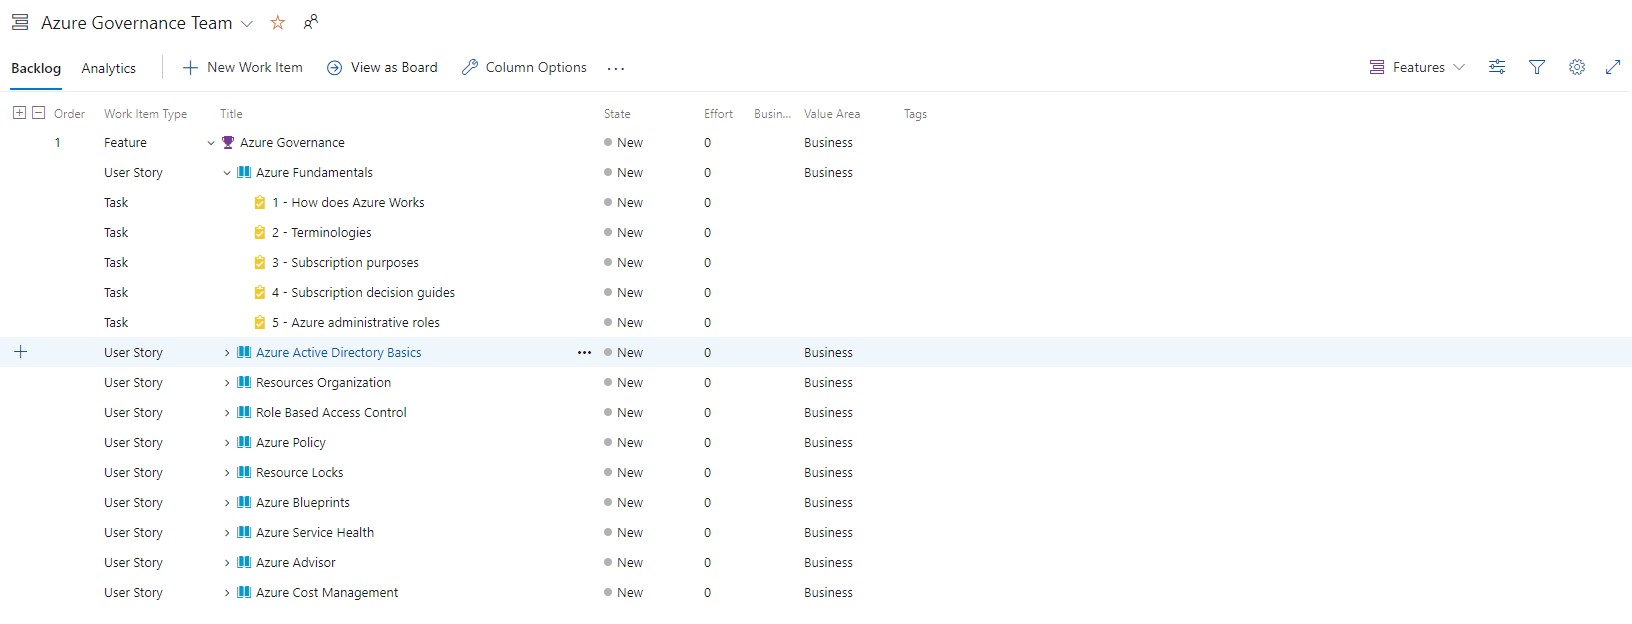 Azure Governance Team
Backlog Analytics New Work Item View as Board Column Options ... Features
Order Work Item Type Title State Effort Busin... Value Area Tags
1 Feature Azure Governance New 0 Business
User Story Azure Fundamentals New 0 Business
Task 1 - How does Azure Works New 0
Task 2 - Terminologies New 0
Task 3 - Subscription purposes New 0
Task 4 - Subscription decision guides New 0
Task 5 - Azure administrative roles New 0
User Story Azure Active Directory Basics ... New 0 Business
User Story Resources Organization New 0 Business
User Story Role Based Access Control New 0 Business
User Story Azure Policy New 0 Business
User Story Resource Locks New 0 Business
User Story Azure Blueprints New 0 Business
User Story Azure Service Health New 0 Business
User Story Azure Advisor New 0 Business
User Story Azure Cost Management New 0 Business